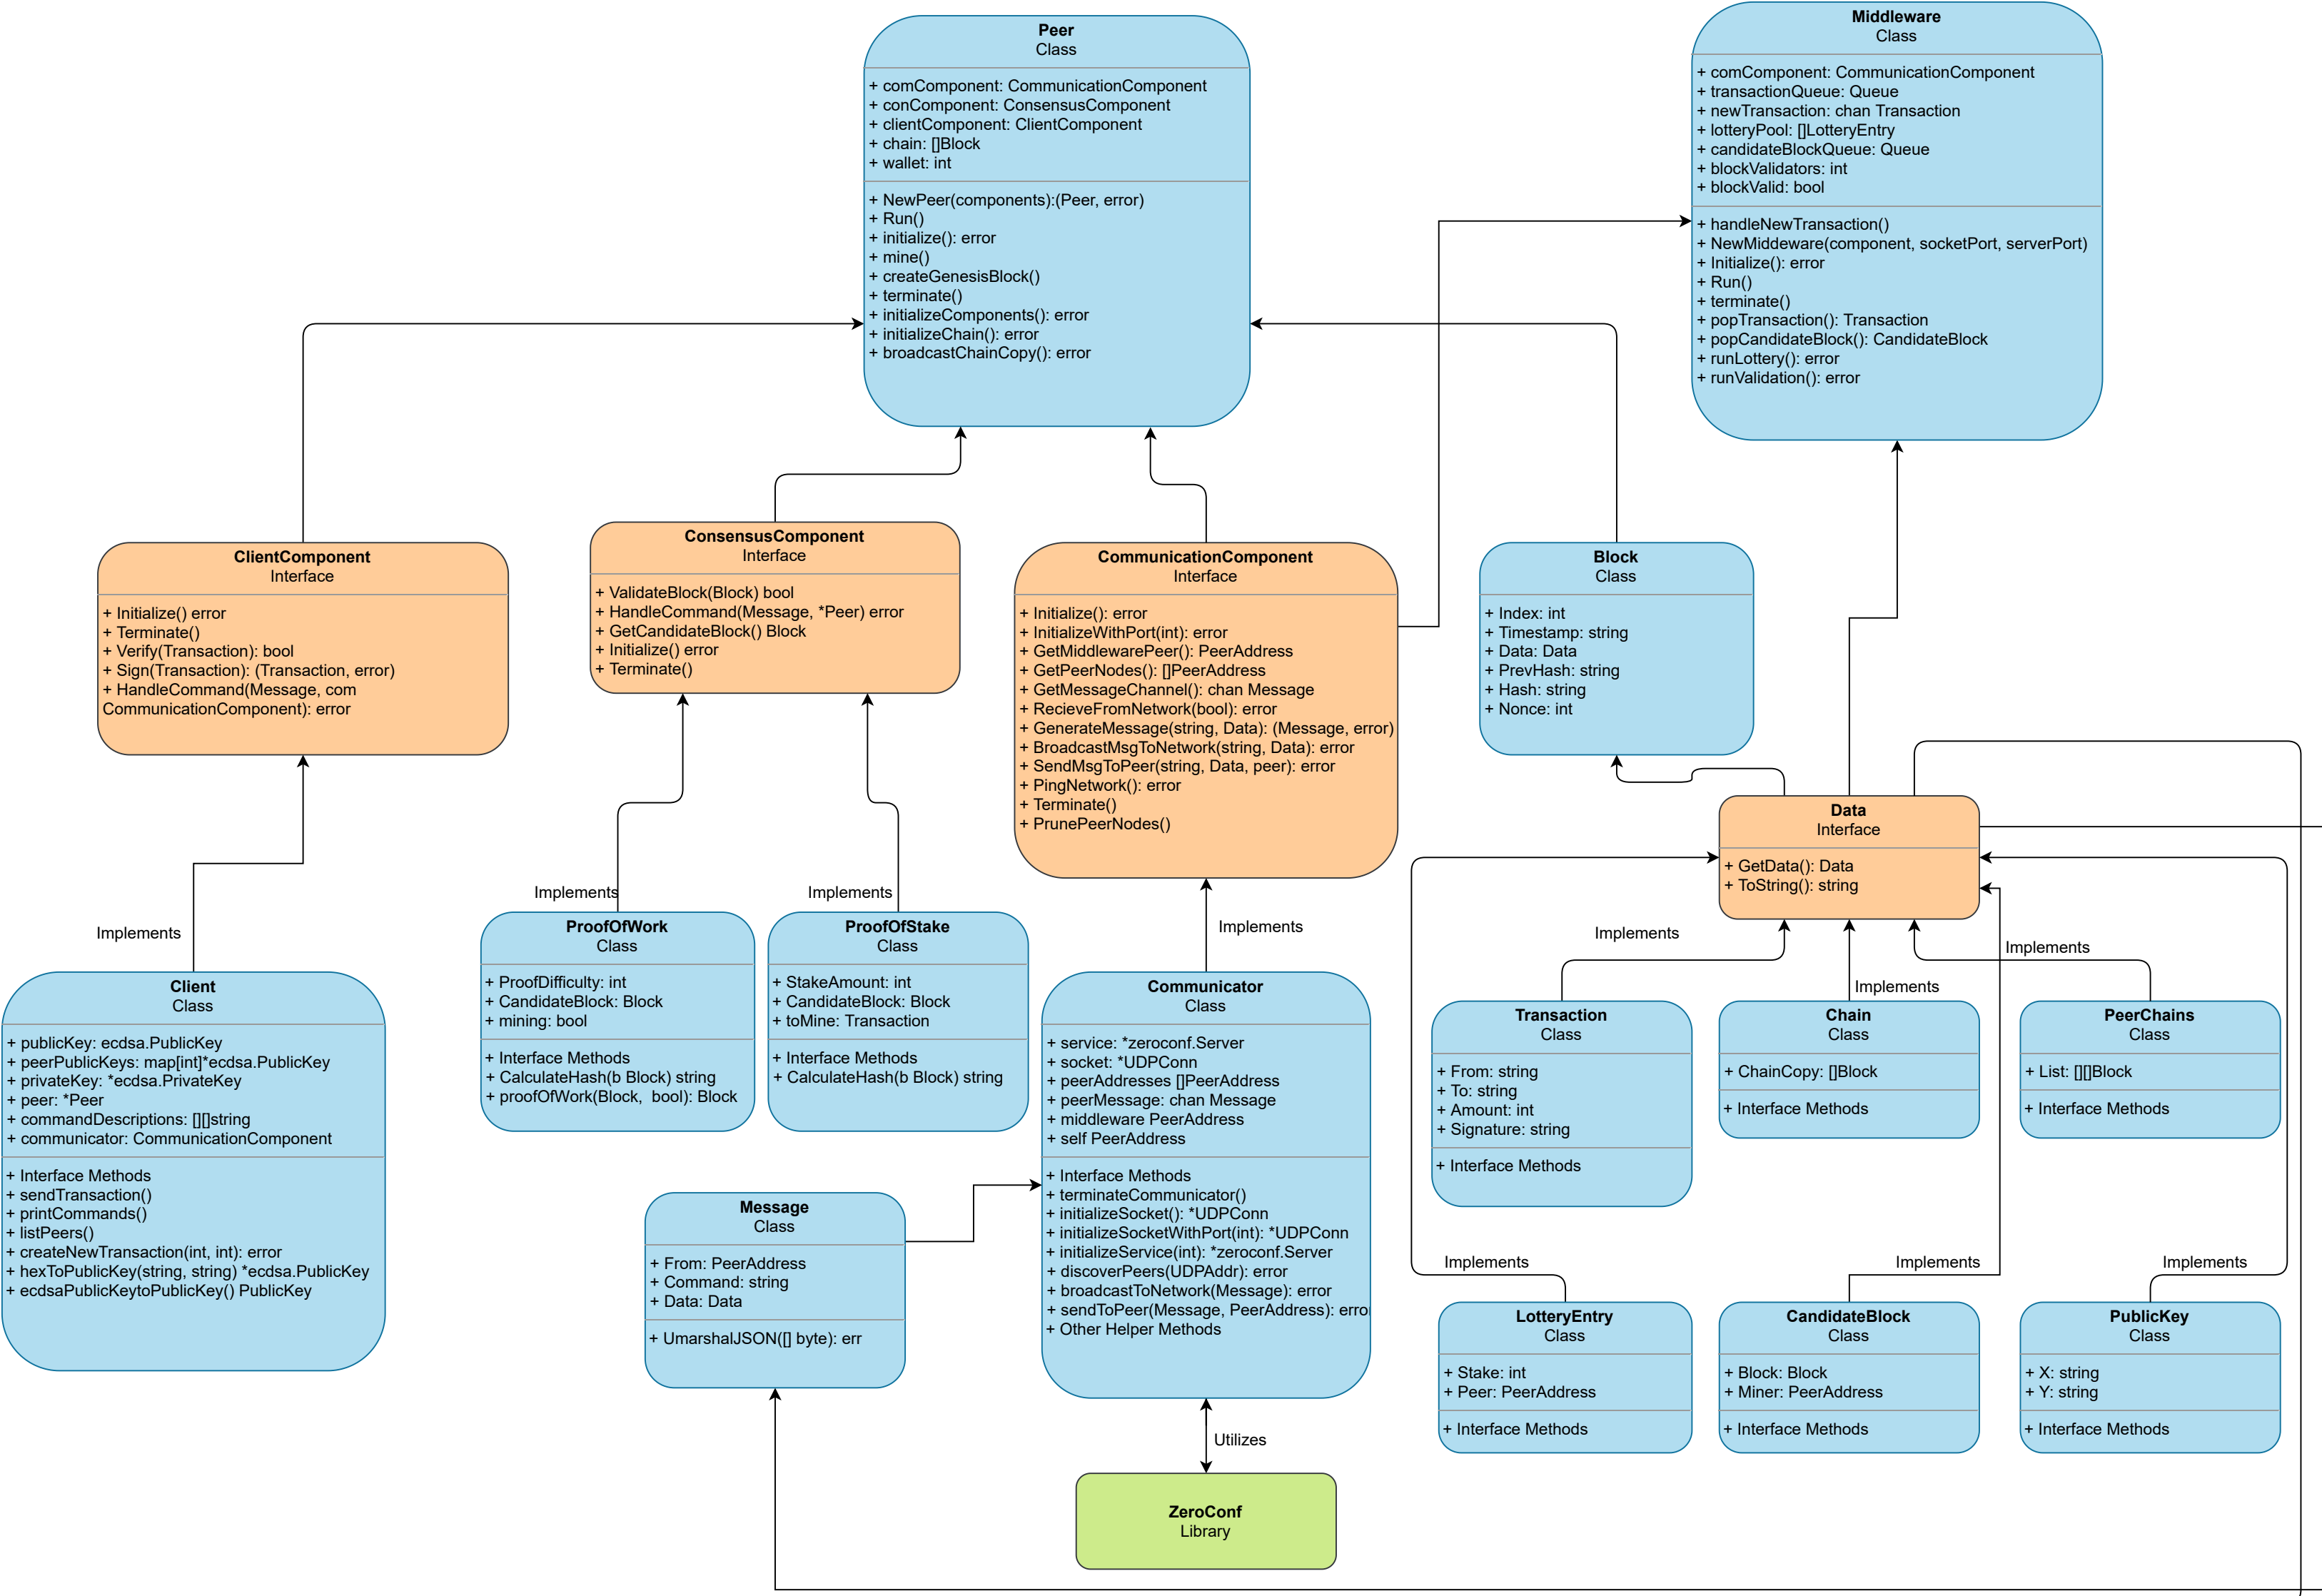 Peer
Class
+ comComponent: CommunicationComponent
+ conComponent: ConsensusComponent
+ clientComponent: ClientComponent
+ chain: []Block
+ wallet: int
+ NewPeer(components):(Peer, error)
+ Run()
+ initialize(): error
+ mine()
+ createGenesisBlock()
+ terminate()
+ initializeComponents(): error
+ initializeChain(): error
+ broadcastChainCopy(): error
Middleware
Class
+ comComponent: CommunicationComponent
+ transactionQueue: Queue
+ newTransaction: chan Transaction
+ lotteryPool: []LotteryEntry
+ candidateBlockQueue: Queue
+ blockValidators: int
+ blockValid: bool
+ handleNewTransaction()
+ NewMiddeware(component, socketPort, serverPort)
+ Initialize(): error
+ Run()
+ terminate()
+ popTransaction(): Transaction
+ popCandidateBlock(): CandidateBlock
+ runLottery(): error
+ runValidation(): error
ClientComponent
Interface
+ Initialize() error
+ Terminate()
+ Verify(Transaction): bool
+ Sign(Transaction): (Transaction, error)
+ HandleCommand(Message, com
CommunicationComponent): error
ConsensusComponent
Interface
+ ValidateBlock(Block) bool
+ HandleCommand(Message, *Peer) error
+ GetCandidateBlock() Block
+ Initialize() error
+ Terminate()
CommunicationComponent
Interface
+ Initialize(): error
+ InitializeWithPort(int): error
+ GetMiddlewarePeer(): PeerAddress
+ GetPeerNodes(): []PeerAddress
+ GetMessageChannel(): chan Message
+ RecieveFromNetwork(bool): error
+ GenerateMessage(string, Data): (Message, error)
+ BroadcastMsgToNetwork(string, Data): error
+ SendMsgToPeer(string, Data, peer): error
+ PingNetwork(): error
+ Terminate()
+ PrunePeerNodes()
Block
Class
+ Index: int
+ Timestamp: string
+ Data: Data
+ PrevHash: string
+ Hash: string
+ Nonce: int
Data
Interface
+ GetData(): Data
+ ToString(): string
Implements
Implements
Implements
Implements
Implements
Implements
Implements
Client
Class
+ publicKey: ecdsa.PublicKey
+ peerPublicKeys: map[int]*ecdsa.PublicKey
+ privateKey: *ecdsa.PrivateKey
+ peer: *Peer
+ commandDescriptions: [][]string
+ communicator: CommunicationComponent
+ Interface Methods
+ sendTransaction()
+ printCommands()
+ listPeers()
+ createNewTransaction(int, int): error
+ hexToPublicKey(string, string) *ecdsa.PublicKey
+ ecdsaPublicKeytoPublicKey() PublicKey
ProofOfWork
Class
+ ProofDifficulty: int
+ CandidateBlock: Block
+ mining: bool
+ Interface Methods
+ CalculateHash(b Block) string
+ proofOfWork(Block,  bool): Block
ProofOfStake
Class
+ StakeAmount: int
+ CandidateBlock: Block
+ toMine: Transaction
+ Interface Methods
+ CalculateHash(b Block) string
Communicator
Class
+ service: *zeroconf.Server
+ socket: *UDPConn
+ peerAddresses []PeerAddress
+ peerMessage: chan Message
+ middleware PeerAddress
+ self PeerAddress
+ Interface Methods
+ terminateCommunicator()
+ initializeSocket(): *UDPConn
+ initializeSocketWithPort(int): *UDPConn
+ initializeService(int): *zeroconf.Server
+ discoverPeers(UDPAddr): error
+ broadcastToNetwork(Message): error
+ sendToPeer(Message, PeerAddress): erro
+ Other Helper Methods
Transaction
Class
+ From: string
+ To: string
+ Amount: int
+ Signature: string
+ Interface Methods
Chain
Class
+ ChainCopy: []Block
+ Interface Methods
PeerChains
Class
+ List: [][]Block
+ Interface Methods
Message
Class
+ From: PeerAddress
+ Command: string
+ Data: Data
+ UmarshalJSON([] byte): err
Implements
Implements
Implements
LotteryEntry
Class
+ Stake: int
+ Peer: PeerAddress
+ Interface Methods
CandidateBlock
Class
+ Block: Block
+ Miner: PeerAddress
+ Interface Methods
PublicKey
Class
+ X: string
+ Y: string
+ Interface Methods
Utilizes
ZeroConf
Library